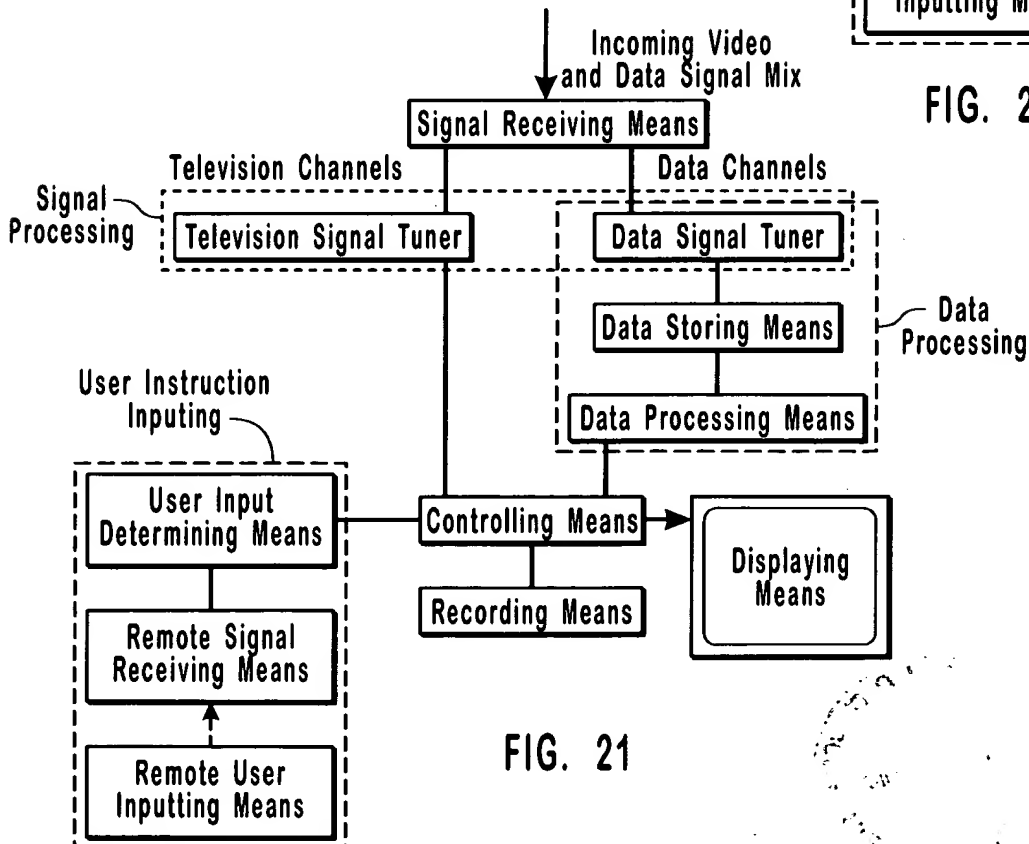 Inputting M
FIG. 2
Incoming Video
and Data Signal Mix
Signal Receiving Means
Television Channels
Data Channels
Signal
Processing
Television Signal Tuner
Data Signal Tuner
Data Storing Means
Data
Processing
Data Processing Means
User Instruction
Inputing
User Input
Determining Means
Controlling Means
Displaying
Means
Recording Means
Remote Signal
Receiving Means
Remote User
Inputting Means
FIG. 21